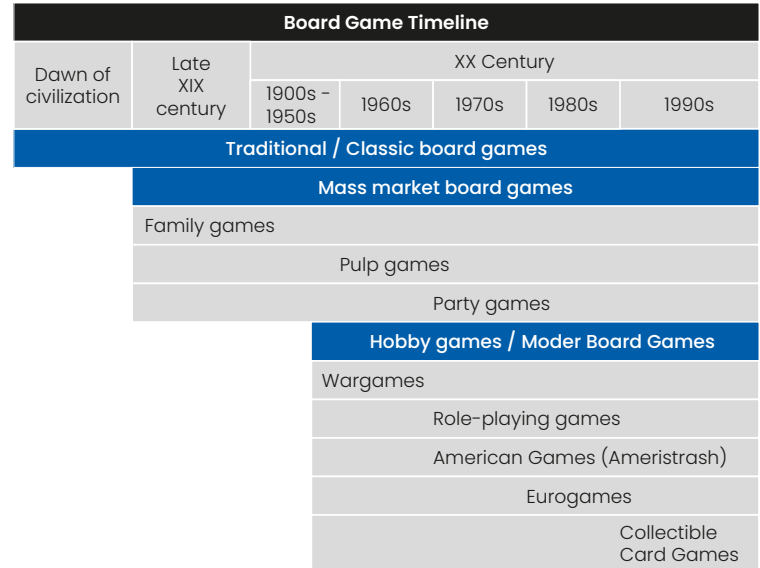 Board Game Timeline
Dawn of
civilization
Late
XIX
century
XX Century
1900s -
1950s
1960s
1970s
1980s
1990s
Traditional / Classic board games
Mass market board games
Family games
Pulp games
Party games
Hobby games / Moder Board Games
Wargames
Role-playing games
American Games (Ameristrash)
Eurogames
Collectible
Card Games